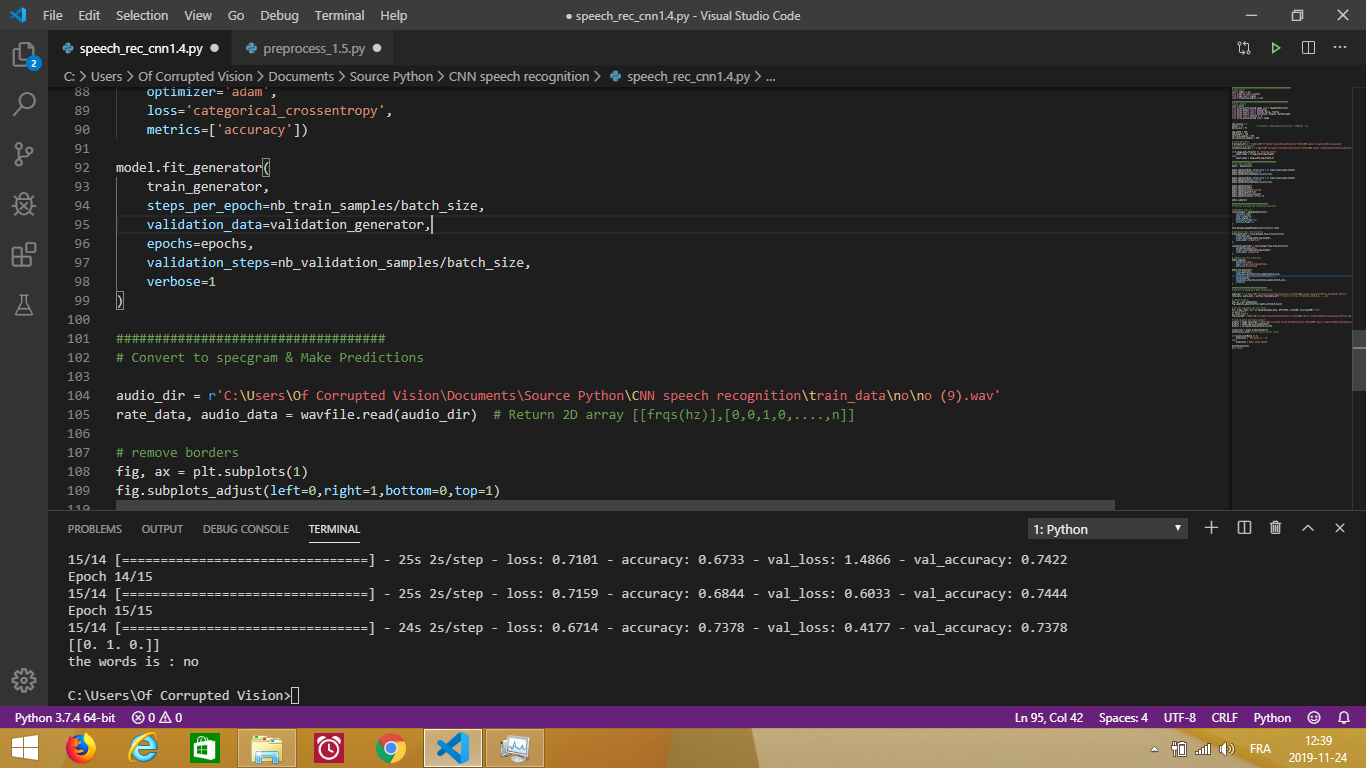 File Edit Selection View Go Debug Terminal Help
● speech_rec_cnn1.4.py - Visual Studio Code
speech_rec_cnn1.4.py ●
preprocess_1.5.py ●
C: > Users > Of Corrupted Vision > Documents > Source Python > CNN speech recognition > speech_rec_cnn1.4.py > ...
2
88 optimizer='adam',
89 loss='categorical_crossentropy',
90 metrics=['accuracy'])
91
92 model.fit_generator(
93 train_generator,
94 steps_per_epoch=nb_train_samples/batch_size,
95 validation_data=validation_generator,
96 epochs=epochs,
97 validation_steps=nb_validation_samples/batch_size,
98 verbose=1
99 )
100
101 ###################################
102 # Convert to specgram & Make Predictions
103
104 audio_dir = r'C:\Users\Of Corrupted Vision\Documents\Source Python\CNN speech recognition\train_data\no\no (9).wav'
105 rate_data, audio_data = wavfile.read(audio_dir)  # Return 2D array [[frqs(hz)],[0,0,1,0,....,n]]
106
107 # remove borders
108 fig, ax = plt.subplots(1)
109 fig.subplots_adjust(left=0,right=1,bottom=0,top=1)
110
PROBLEMS OUTPUT DEBUG CONSOLE TERMINAL
1: Python
15/14 [================================] - 25s 2s/step - loss: 0.7101 - accuracy: 0.6733 - val_loss: 1.4866 - val_accuracy: 0.7422
Epoch 14/15
15/14 [================================] - 25s 2s/step - loss: 0.7159 - accuracy: 0.6844 - val_loss: 0.6033 - val_accuracy: 0.7444
Epoch 15/15
15/14 [================================] - 24s 2s/step - loss: 0.6714 - accuracy: 0.7378 - val_loss: 0.4177 - val_accuracy: 0.7378
[[0. 1. 0.]]
the words is : no
C:\Users\Of Corrupted Vision>
Python 3.7.4 64-bit 0 0
Ln 95, Col 42 Spaces: 4 UTF-8 CRLF Python
FRA
12:39
2019-11-24